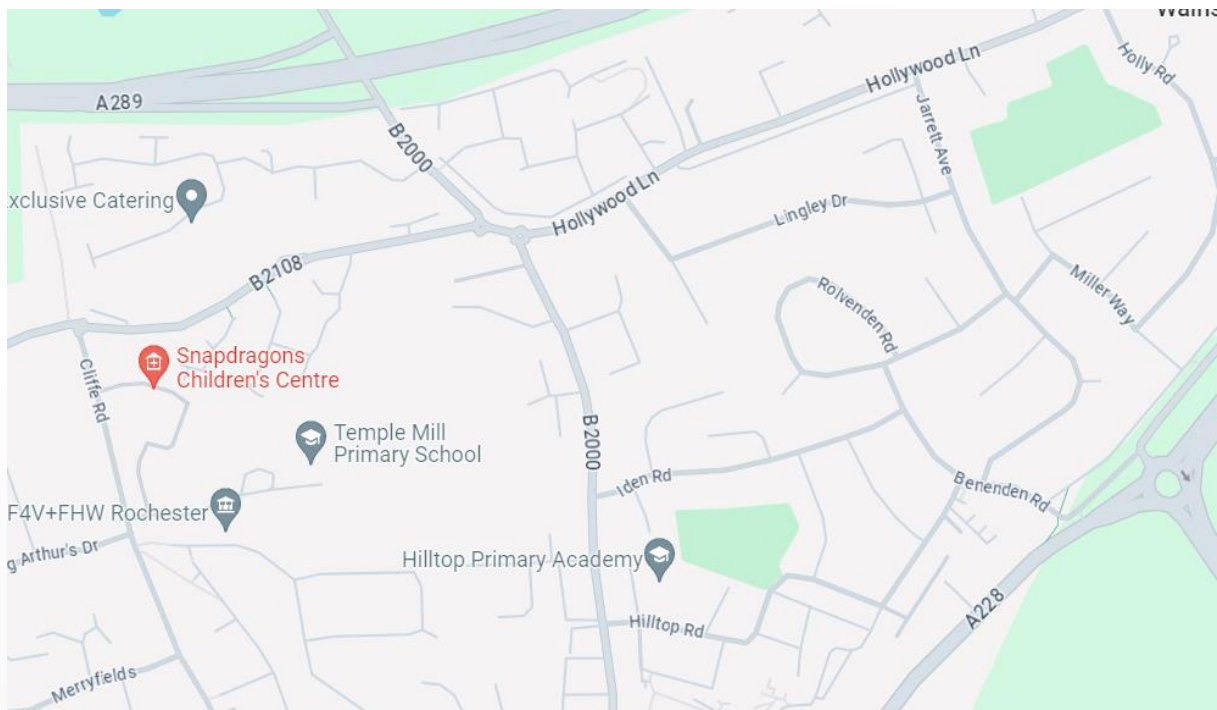 Wains
Holly Rd
Hollywood Ln
A289
Jarrett Ave
B2000
xclusive Catering
Hollywood Ln
Lingley Dr
B2108
Miller Way
Rolvenden Rd
Snapdragons
Children's Centre
Cliffe Rd
Temple Mill
Primary School
B2000
Iden Rd
Benenden Rd
F4V+FHW Rochester
g Arthur's Dr
Hilltop Primary Academy
A228
Hilltop Rd
Merryfields